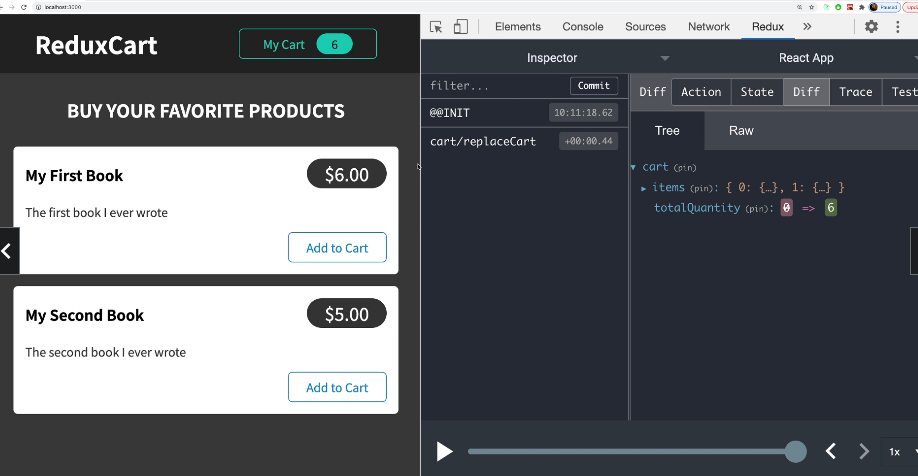 localhost:3000
Paused
ReduxCart
My Cart 6
BUY YOUR FAVORITE PRODUCTS
My First Book
$6.00
The first book I ever wrote
Add to Cart
My Second Book
$5.00
The second book I ever wrote
Add to Cart
Elements Console Sources Network Redux »
Inspector
React App
filter...
Commit
@@INIT
10:11:18.62
cart/replaceCart
+00:00.44
Diff Action State Diff Trace Test
Tree Raw
cart (pin)
items (pin): { 0: {…}, 1: {…} }
totalQuantity (pin): 0 => 6
1x